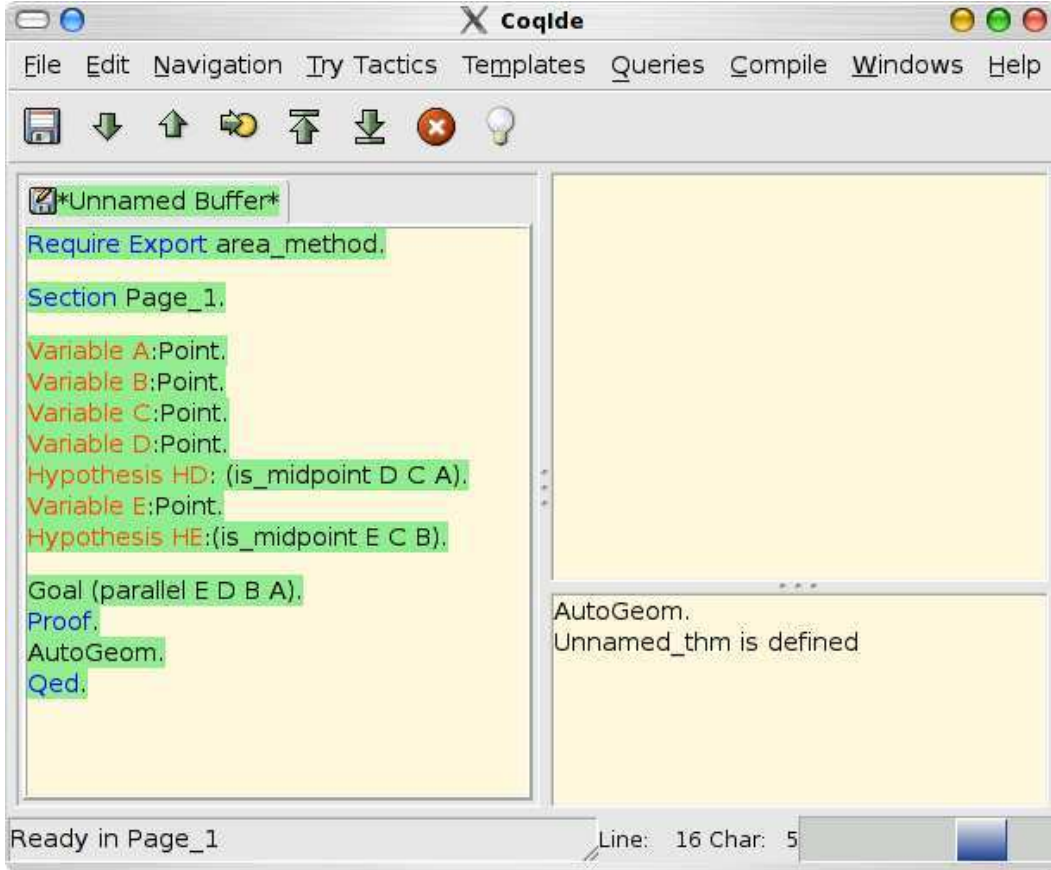 CoqIde
File Edit Navigation Try Tactics Templates Queries Compile Windows Help
*Unnamed Buffer*
Require Export area_method.
Section Page_1.
Variable A:Point.
Variable B:Point.
Variable C:Point.
Variable D:Point.
Hypothesis HD: (is_midpoint D C A).
Variable E:Point.
Hypothesis HE:(is_midpoint E C B).
Goal (parallel E D B A).
Proof.
AutoGeom.
Qed.
AutoGeom.
Unnamed_thm is defined
Ready in Page_1
Line: 16 Char: 5